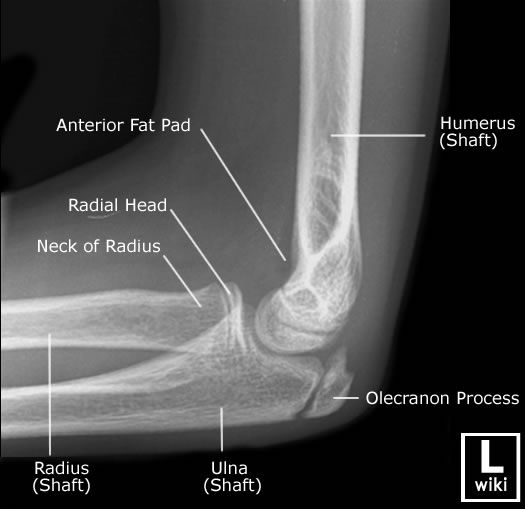 Anterior Fat Pad
Humerus
(Shaft)
Radial Head
Neck of Radius
Olecranon Process
Radius
(Shaft)
Ulna
(Shaft)
L
wiki